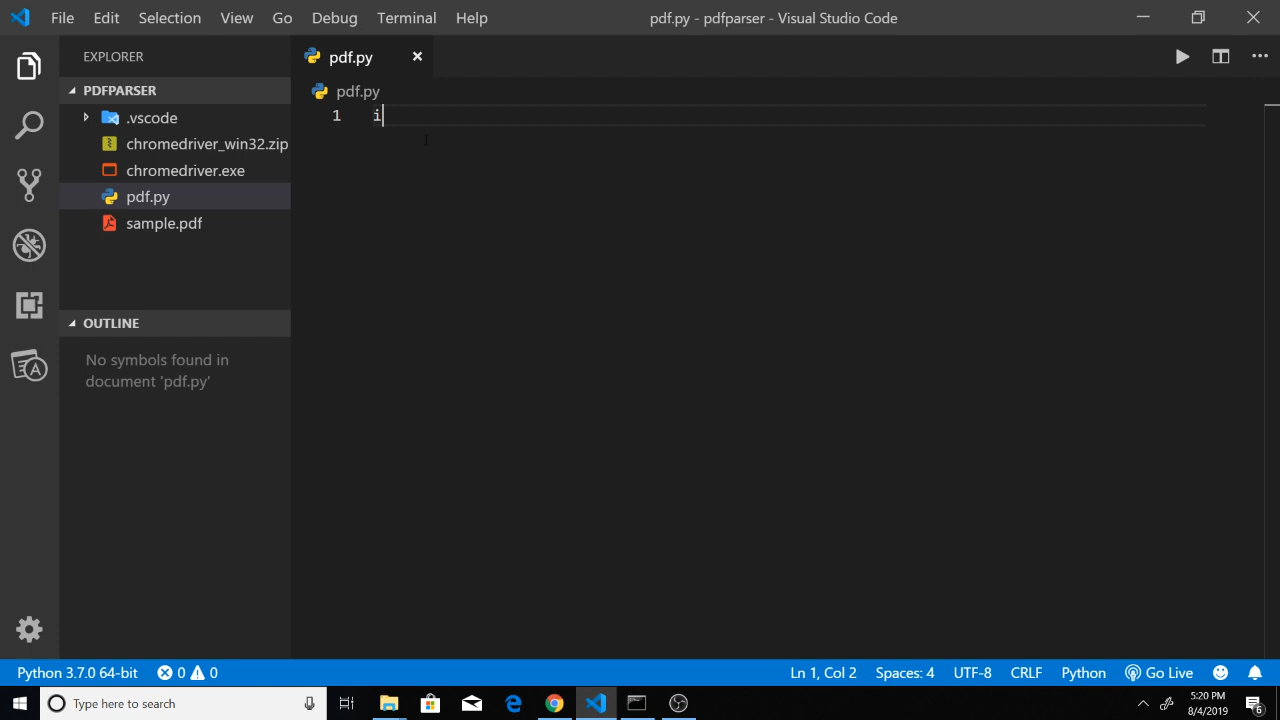 File Edit Selection View Go Debug Terminal Help
pdf.py - pdfparser - Visual Studio Code
EXPLORER
PDFPARSER
.vscode
chromedriver_win32.zip
chromedriver.exe
pdf.py
sample.pdf
OUTLINE
No symbols found in
document 'pdf.py'
pdf.py
pdf.py
1 i
Python 3.7.0 64-bit 0 0 Ln 1, Col 2 Spaces: 4 UTF-8 CRLF Python Go Live
Type here to search
5:20 PM
8/4/2019
6